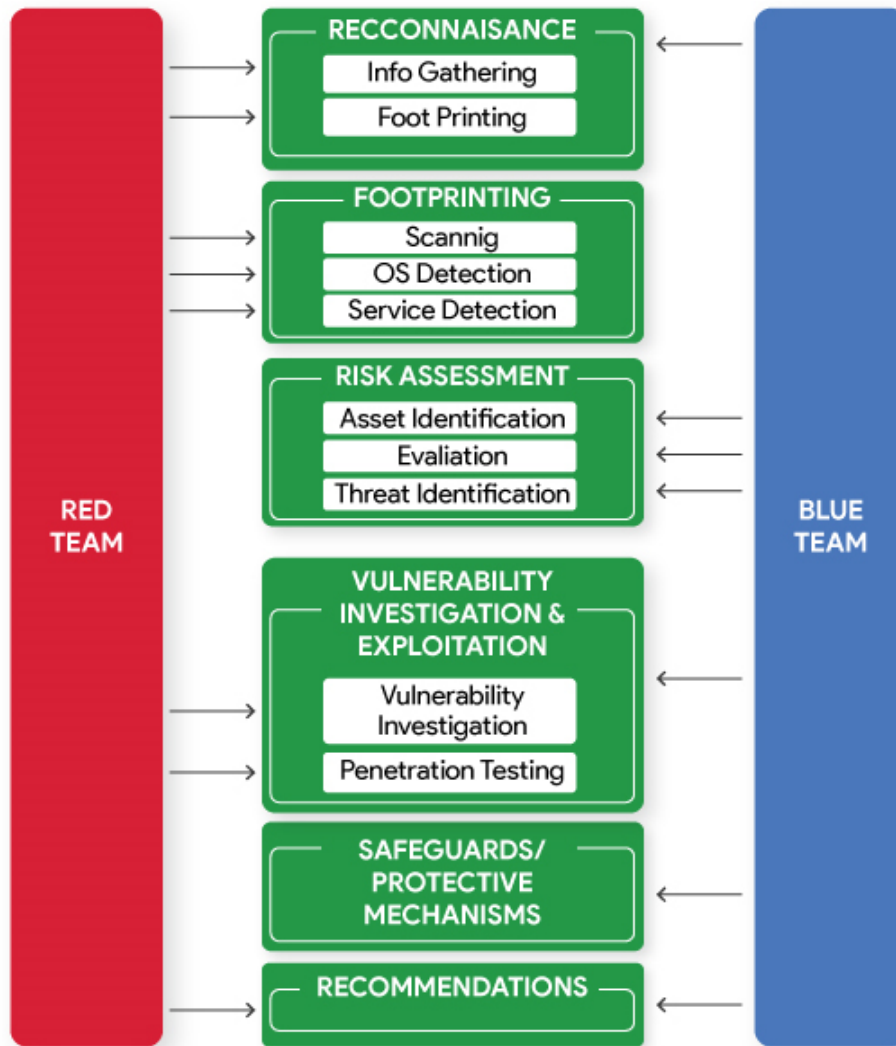 RECCONNAISANCE
Info Gathering
Foot Printing
FOOTPRINTING
Scannig
OS Detection
Service Detection
RISK ASSESSMENT
Asset Identification
Evaliation
Threat Identification
RED
TEAM
BLUE
TEAM
VULNERABILITY
INVESTIGATION &
EXPLOITATION
Vulnerability
Investigation
Penetration Testing
SAFEGUARDS/
PROTECTIVE
MECHANISMS
RECOMMENDATIONS